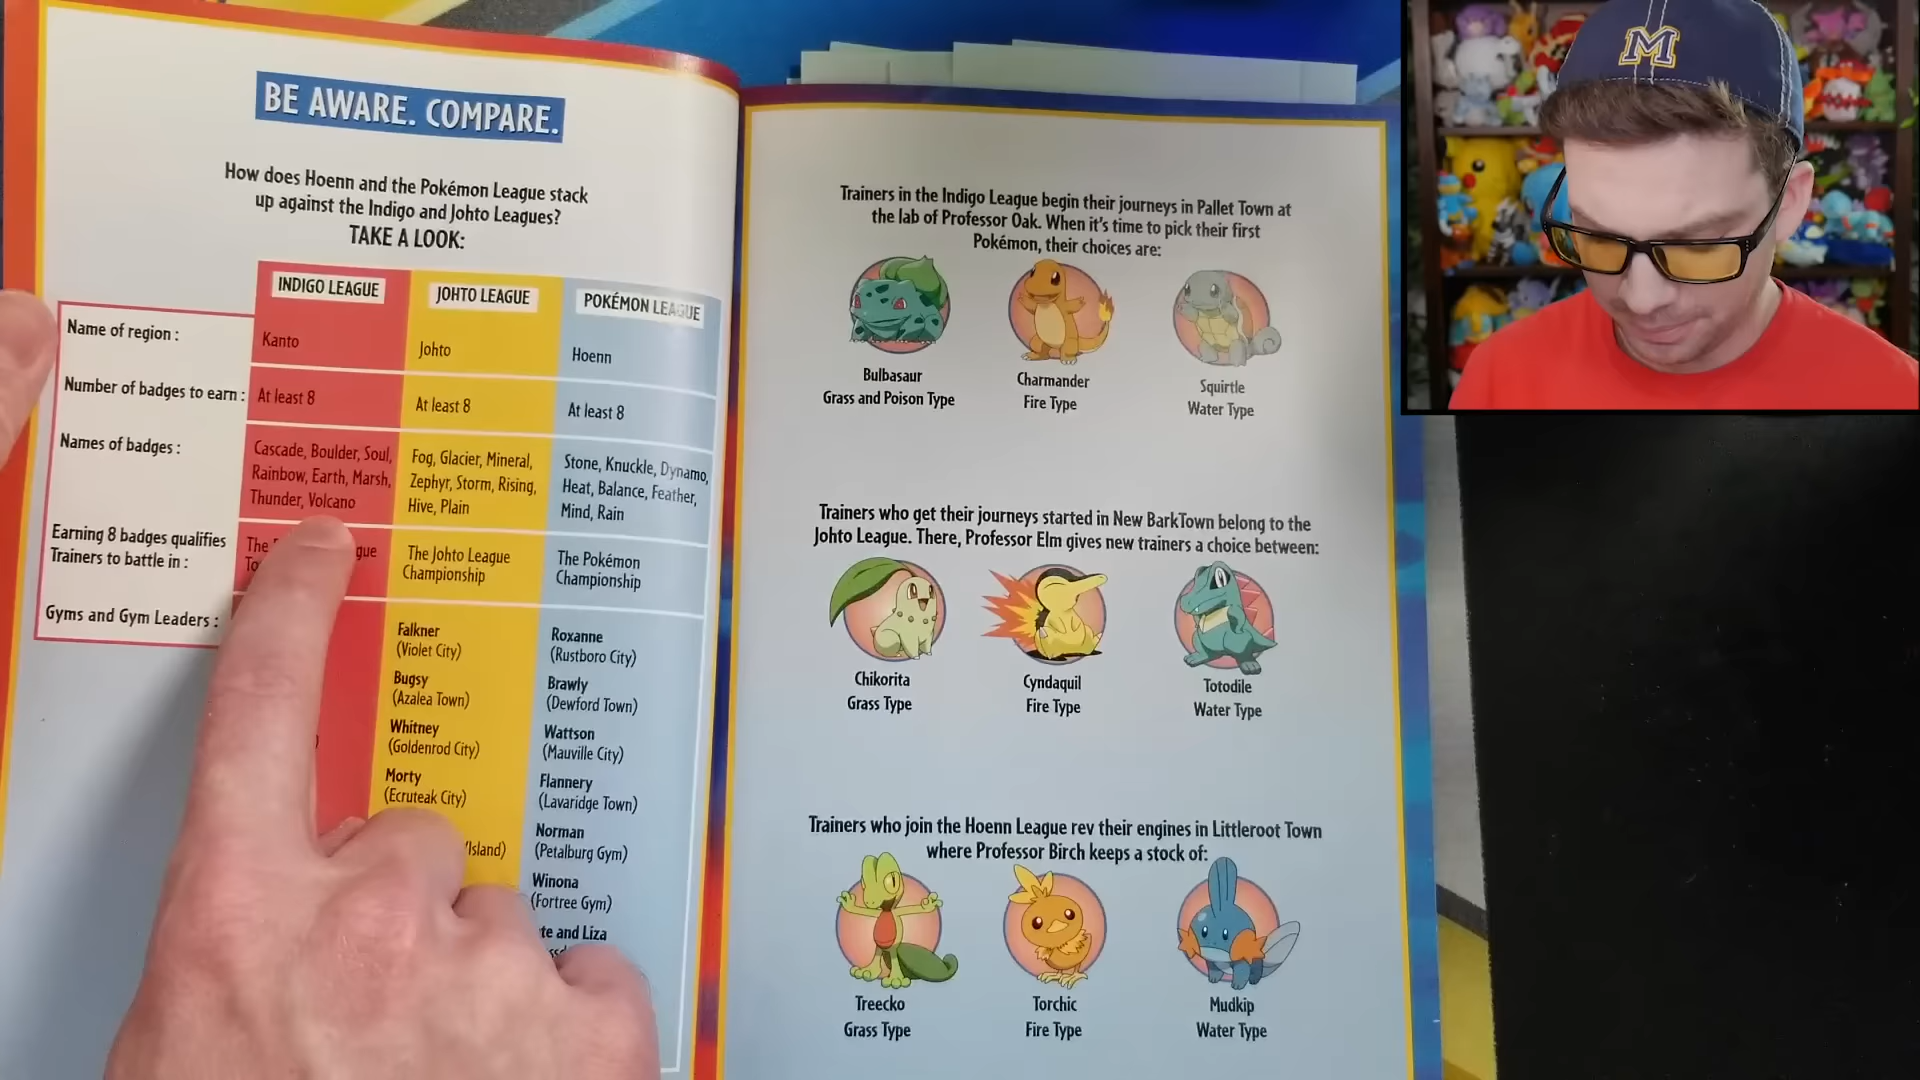 BE AWARE. COMPARE.
How does Hoenn and the Pokémon League stack
up against the Indigo and Johto Leagues?
TAKE A LOOK:
INDIGO LEAGUE
JOHTO LEAGUE
POKÉMON LEAGUE
Name of region :
Kanto
Johto
Hoenn
Number of badges to earn :
At least 8
At least 8
At least 8
Names of badges :
Cascade, Boulder, Soul,
Rainbow, Earth, Marsh,
Thunder, Volcano
Fog, Glacier, Mineral,
Zephyr, Storm, Rising,
Hive, Plain
Stone, Knuckle, Dynamo,
Heat, Balance, Feather,
Mind, Rain
Earning 8 badges qualifies
Trainers to battle in :
The
The Johto League
Championship
The Pokémon
Championship
Gyms and Gym Leaders :
Falkner
(Violet City)
Bugsy
(Azalea Town)
Whitney
(Goldenrod City)
Morty
(Ecruteak City)
Island)
Roxanne
(Rustboro City)
Brawly
(Dewford Town)
Wattson
(Mauville City)
Flannery
(Lavaridge Town)
Norman
(Petalburg Gym)
Winona
(Fortree Gym)
and Liza
Trainers in the Indigo League begin their journeys in Pallet Town at
the lab of Professor Oak. When it's time to pick their first
Pokémon, their choices are:
Bulbasaur
Grass and Poison Type
Charmander
Fire Type
Squirtle
Water Type
Trainers who get their journeys started in New BarkTown belong to the
Johto League. There, Professor Elm gives new trainers a choice between:
Chikorita
Grass Type
Cyndaquil
Fire Type
Totodile
Water Type
Trainers who join the Hoenn League rev their engines in Littleroot Town
where Professor Birch keeps a stock of:
Treecko
Grass Type
Torchic
Fire Type
Mudkip
Water Type
M